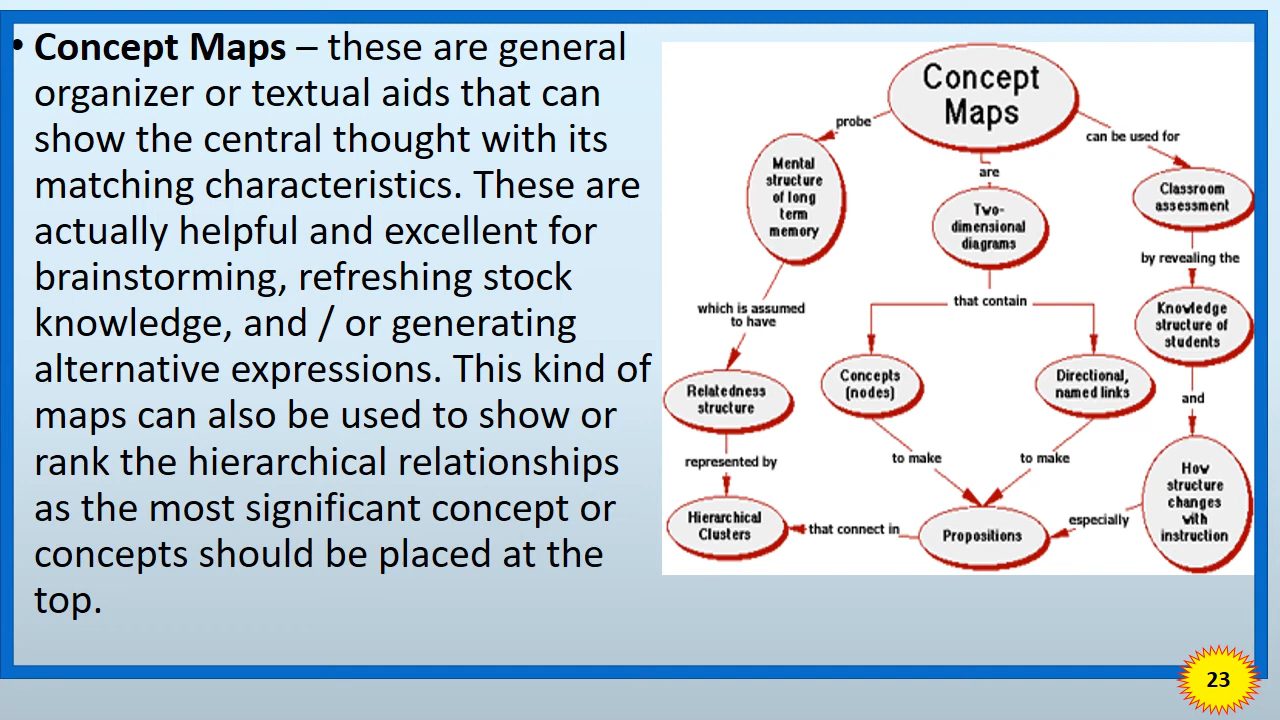 • Concept Maps – these are general
organizer or textual aids that can
show the central thought with its
matching characteristics. These are
actually helpful and excellent for
brainstorming, refreshing stock
knowledge, and / or generating
alternative expressions. This kind of
maps can also be used to show or
rank the hierarchical relationships
as the most significant concept or
concepts should be placed at the
top.
Concept
Maps
probe
are
can be used for
Mental
structure
of long
term
memory
Two-
dimensional
diagrams
Classroom
assessment
which is assumed
to have
that contain
by revealing the
Relatedness
structure
Concepts
(nodes)
Directional,
named links
Knowledge
structure of
students
represented by
to make
to make
and
Hierarchical
Clusters
that connect in
Propositions
especially
How
structure
changes
with
instruction
23